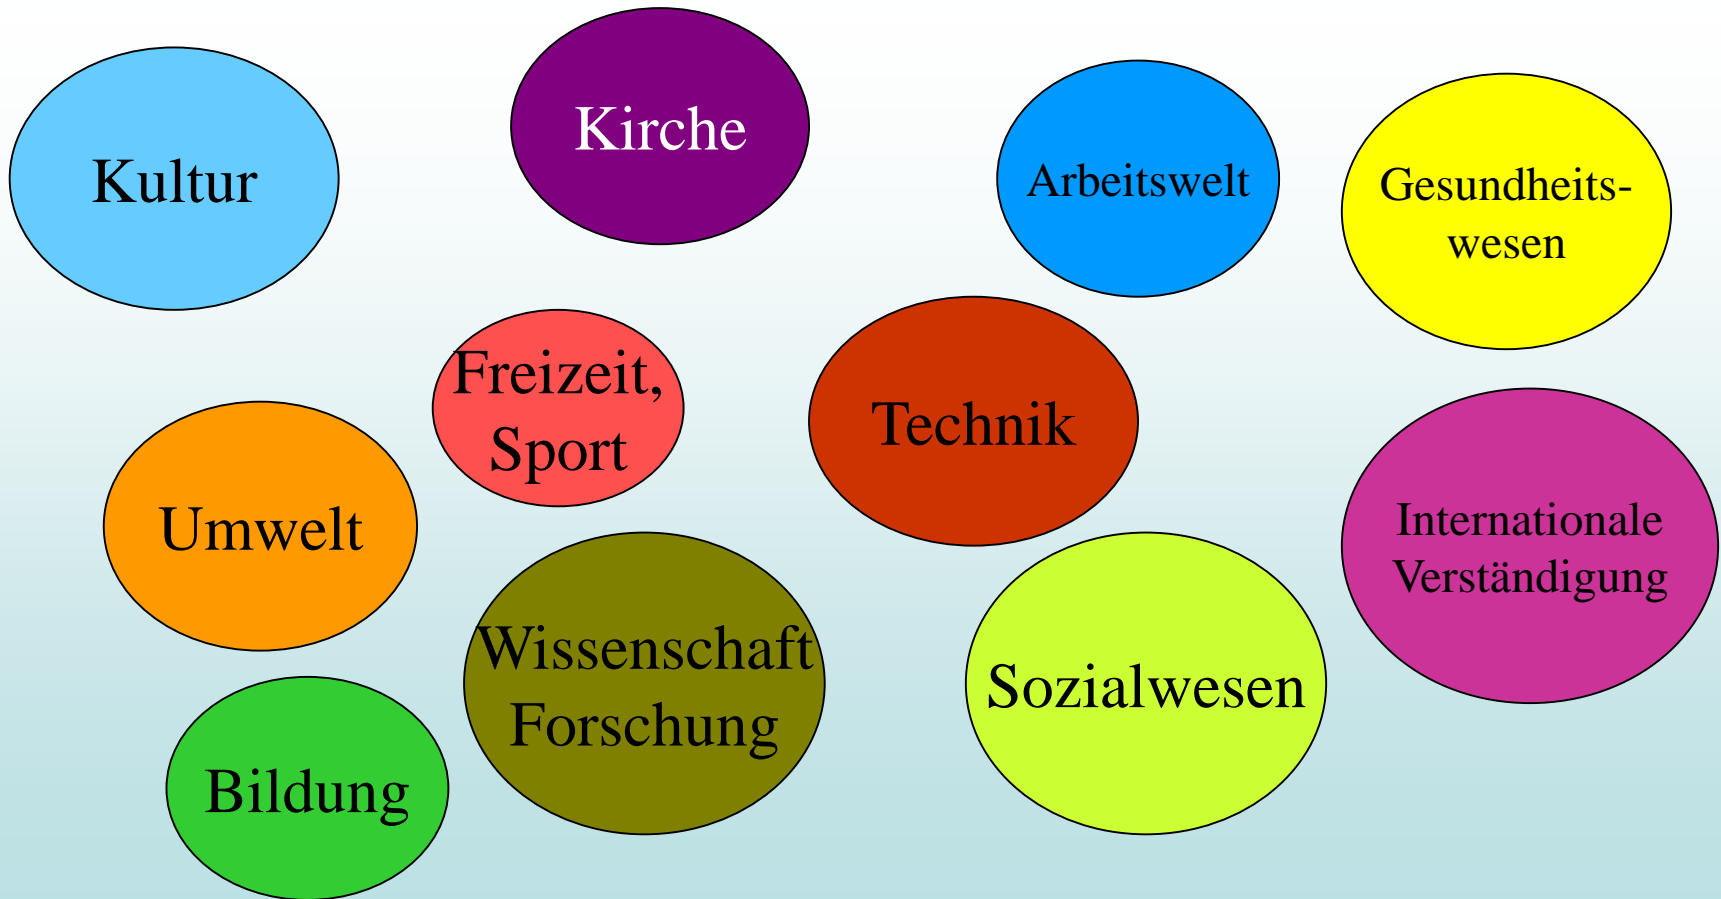 Kultur
Kirche
Arbeitswelt
Gesundheits-
wesen
Freizeit,
Sport
Technik
Umwelt
Internationale
Verständigung
Wissenschaft
Forschung
Sozialwesen
Bildung